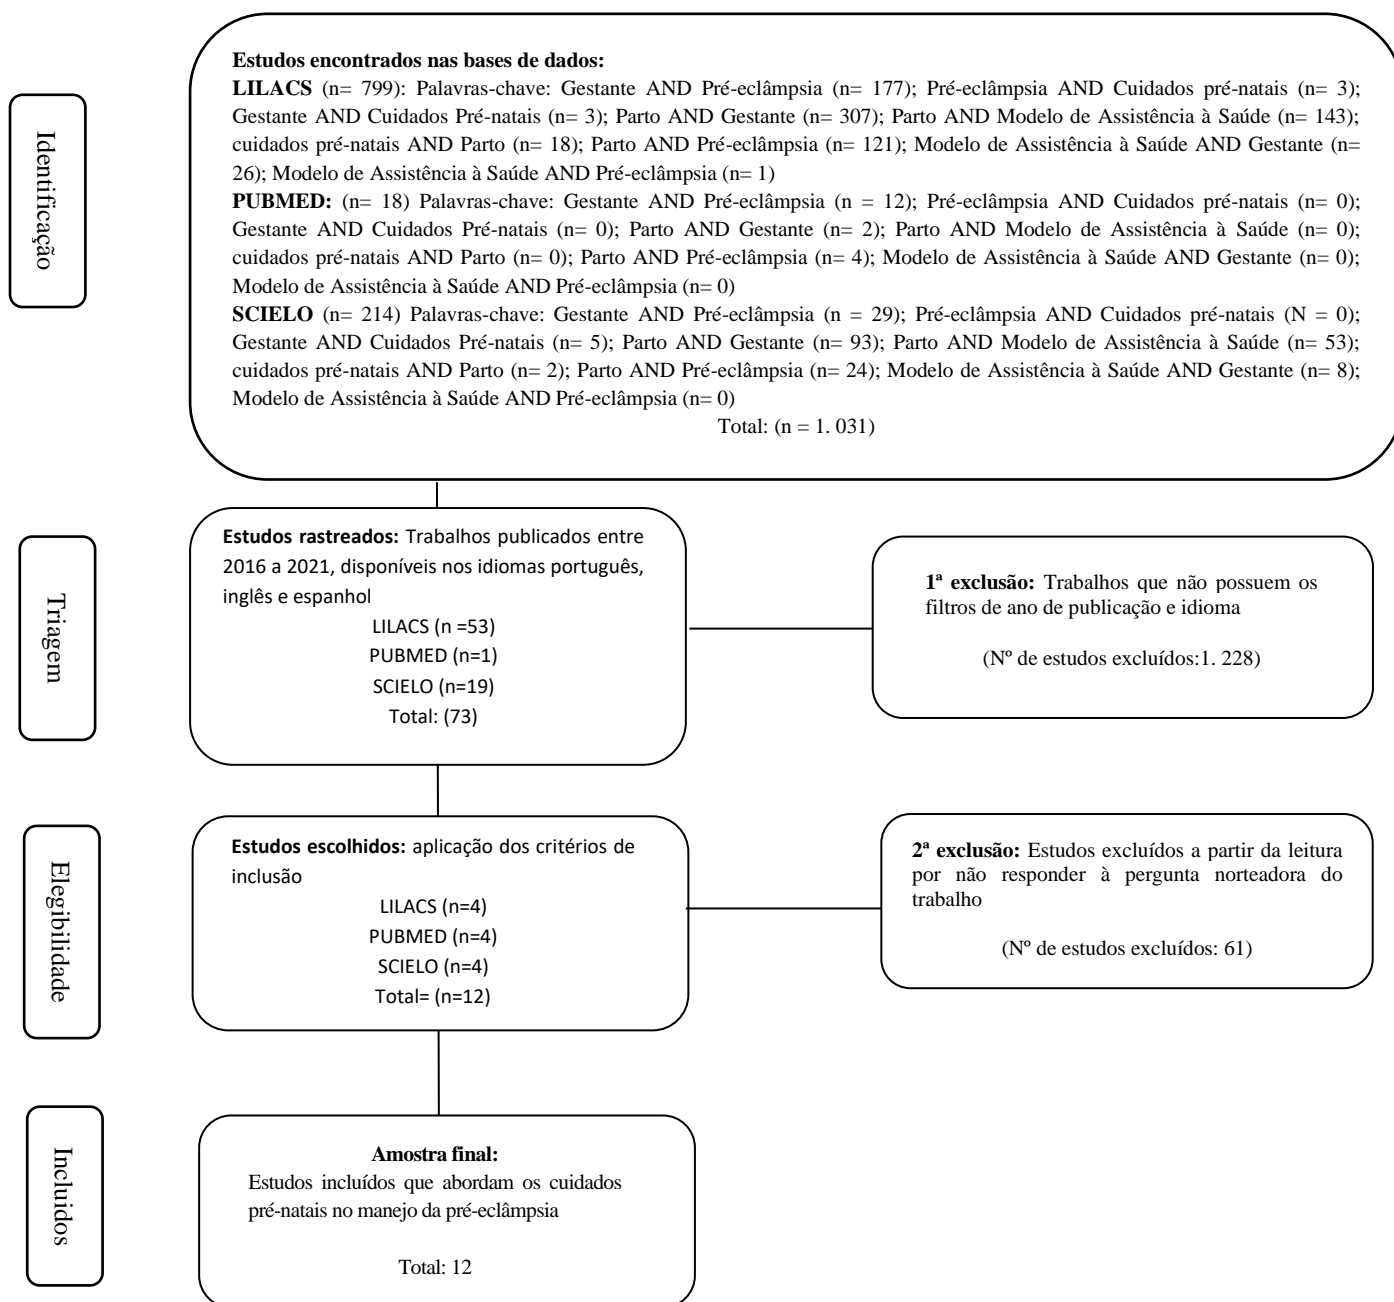 Identificação
Estudos encontrados nas bases de dados:
LILACS (n= 799): Palavras-chave: Gestante AND Pré-eclâmpsia (n= 177); Pré-eclâmpsia AND Cuidados pré-natais (n= 3);
Gestante AND Cuidados Pré-natais (n= 3); Parto AND Gestante (n= 307); Parto AND Modelo de Assistência à Saúde (n= 143);
cuidados pré-natais AND Parto (n= 18); Parto AND Pré-eclâmpsia (n= 121); Modelo de Assistência à Saúde AND Gestante (n=
26); Modelo de Assistência à Saúde AND Pré-eclâmpsia (n= 1)
PUBMED: (n= 18) Palavras-chave: Gestante AND Pré-eclâmpsia (n = 12); Pré-eclâmpsia AND Cuidados pré-natais (n= 0);
Gestante AND Cuidados Pré-natais (n= 0); Parto AND Gestante (n= 2); Parto AND Modelo de Assistência à Saúde (n= 0);
cuidados pré-natais AND Parto (n= 0); Parto AND Pré-eclâmpsia (n= 4); Modelo de Assistência à Saúde AND Gestante (n= 0);
Modelo de Assistência à Saúde AND Pré-eclâmpsia (n= 0)
SCIELO (n= 214) Palavras-chave: Gestante AND Pré-eclâmpsia (n = 29); Pré-eclâmpsia AND Cuidados pré-natais (N = 0);
Gestante AND Cuidados Pré-natais (n= 5); Parto AND Gestante (n= 93); Parto AND Modelo de Assistência à Saúde (n= 53);
cuidados pré-natais AND Parto (n= 2); Parto AND Pré-eclâmpsia (n= 24); Modelo de Assistência à Saúde AND Gestante (n= 8);
Modelo de Assistência à Saúde AND Pré-eclâmpsia (n= 0)
Total: (n = 1. 031)
Triagem
Estudos rastreados: Trabalhos publicados entre
2016 a 2021, disponíveis nos idiomas português,
inglês e espanhol
LILACS (n =53)
PUBMED (n=1)
SCIELO (n=19)
Total: (73)
1ª exclusão: Trabalhos que não possuem os
filtros de ano de publicação e idioma
(Nº de estudos excluídos:1. 228)
Elegibilidade
Estudos escolhidos: aplicação dos critérios de
inclusão
LILACS (n=4)
PUBMED (n=4)
SCIELO (n=4)
Total= (n=12)
2ª exclusão: Estudos excluídos a partir da leitura
por não responder à pergunta norteadora do
trabalho
(Nº de estudos excluídos: 61)
Incluidos
Amostra final:
Estudos incluídos que abordam os cuidados
pré-natais no manejo da pré-eclâmpsia
Total: 12